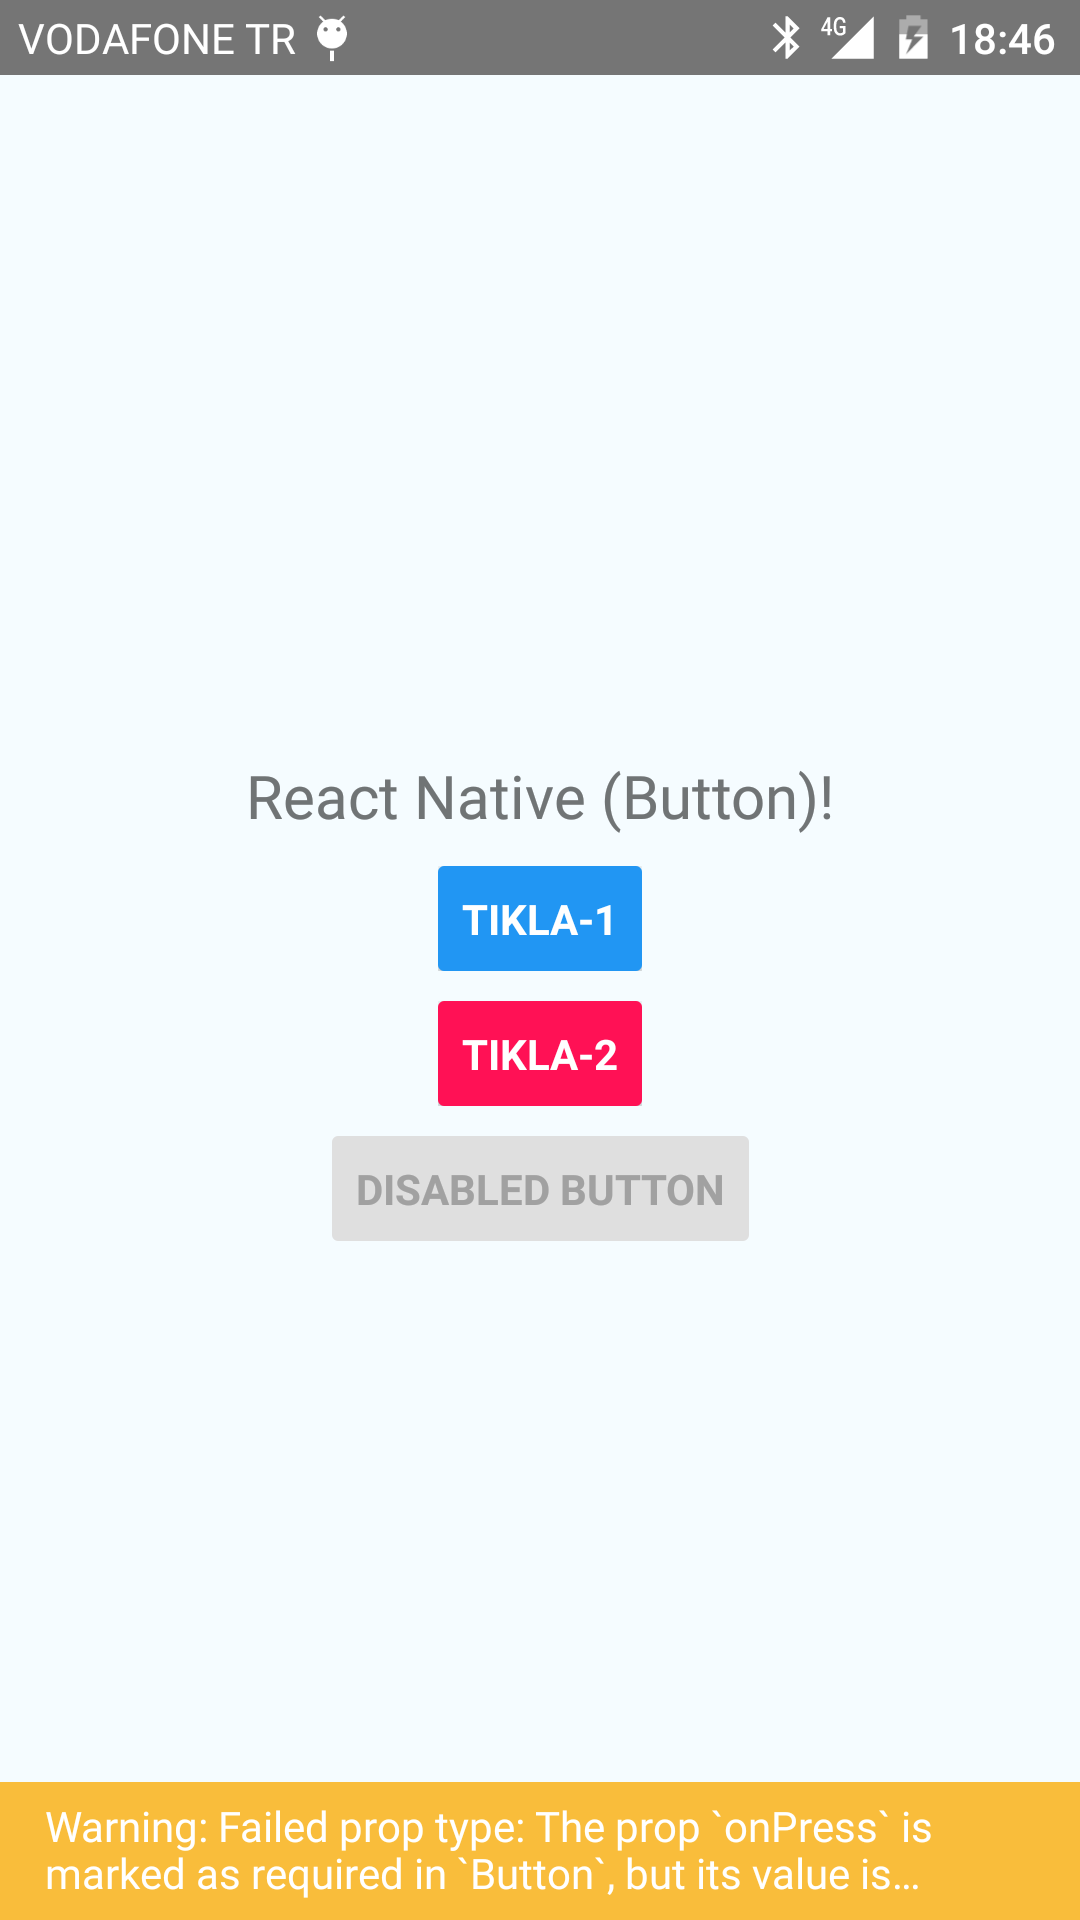 VODAFONE TR
4G
18:46
React Native (Button)!
TIKLA-1
TIKLA-2
DISABLED BUTTON
Warning: Failed prop type: The prop `onPress` is
marked as required in `Button`, but its value is…